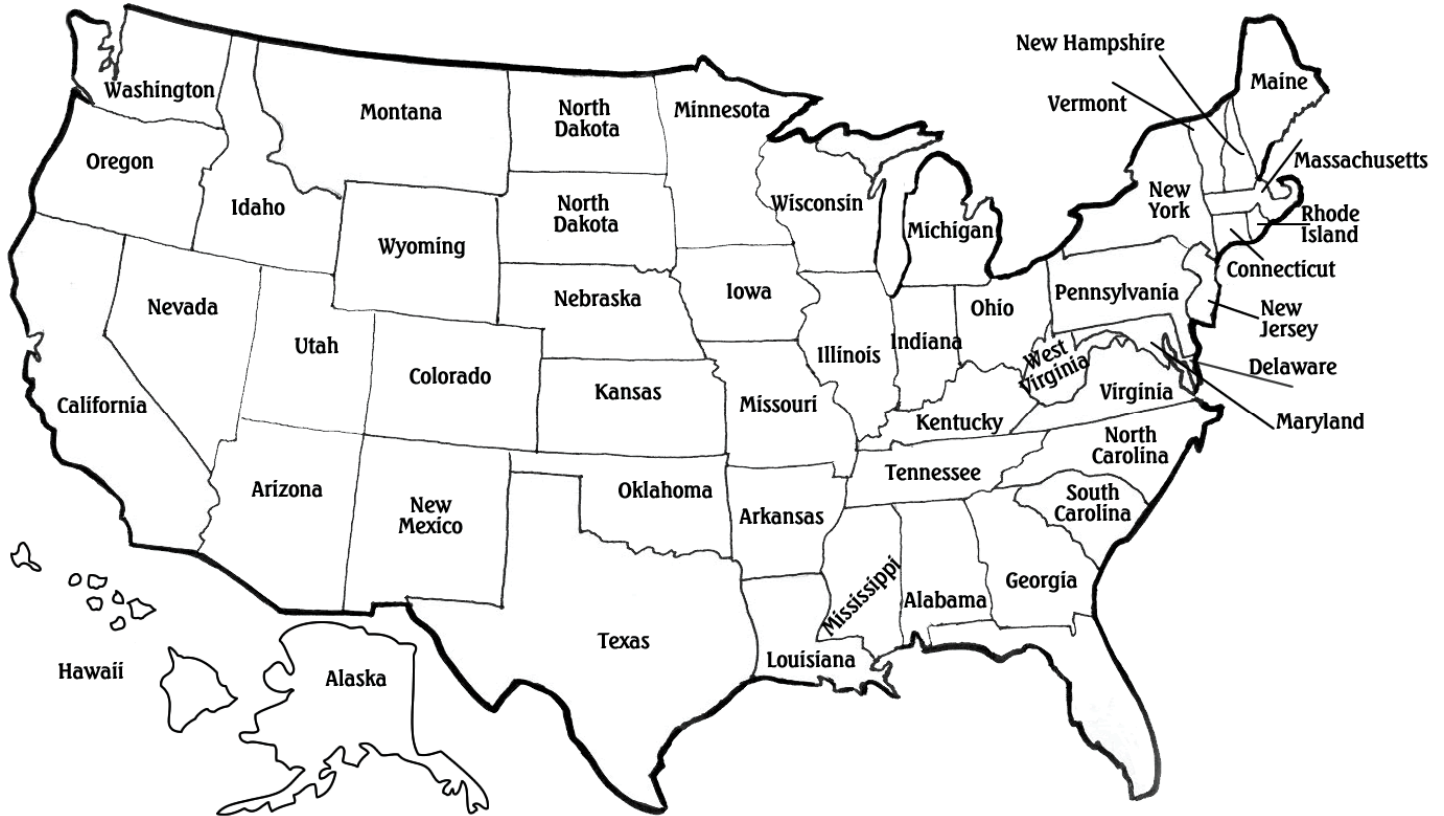 New Hampshire
Maine
Washington
Montana
North
Dakota
Minnesota
Vermont
Oregon
Massachusetts
Idaho
North
Dakota
Wisconsin
New
York
Wyoming
Michigan
Rhode
Island
Connecticut
Nevada
Nebraska
Iowa
Ohio
Pennsylvania
New
Jersey
Utah
Colorado
Illinois
Indiana
West
Virginia
Delaware
California
Kansas
Missouri
Kentucky
Virginia
Maryland
Arizona
New
Mexico
Oklahoma
Arkansas
Tennessee
North
Carolina
South
Carolina
Mississippi
Alabama
Georgia
Texas
Louisiana
Hawaii
Alaska